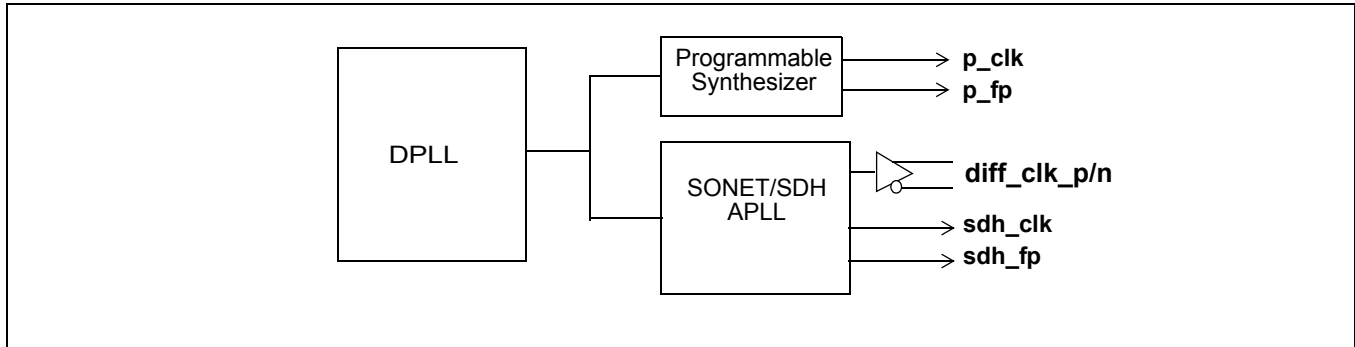 DPLL
Programmable
Synthesizer
p_clk
p_fp
SONET/SDH
APLL
diff_clk_p/n
sdh_clk
sdh_fp